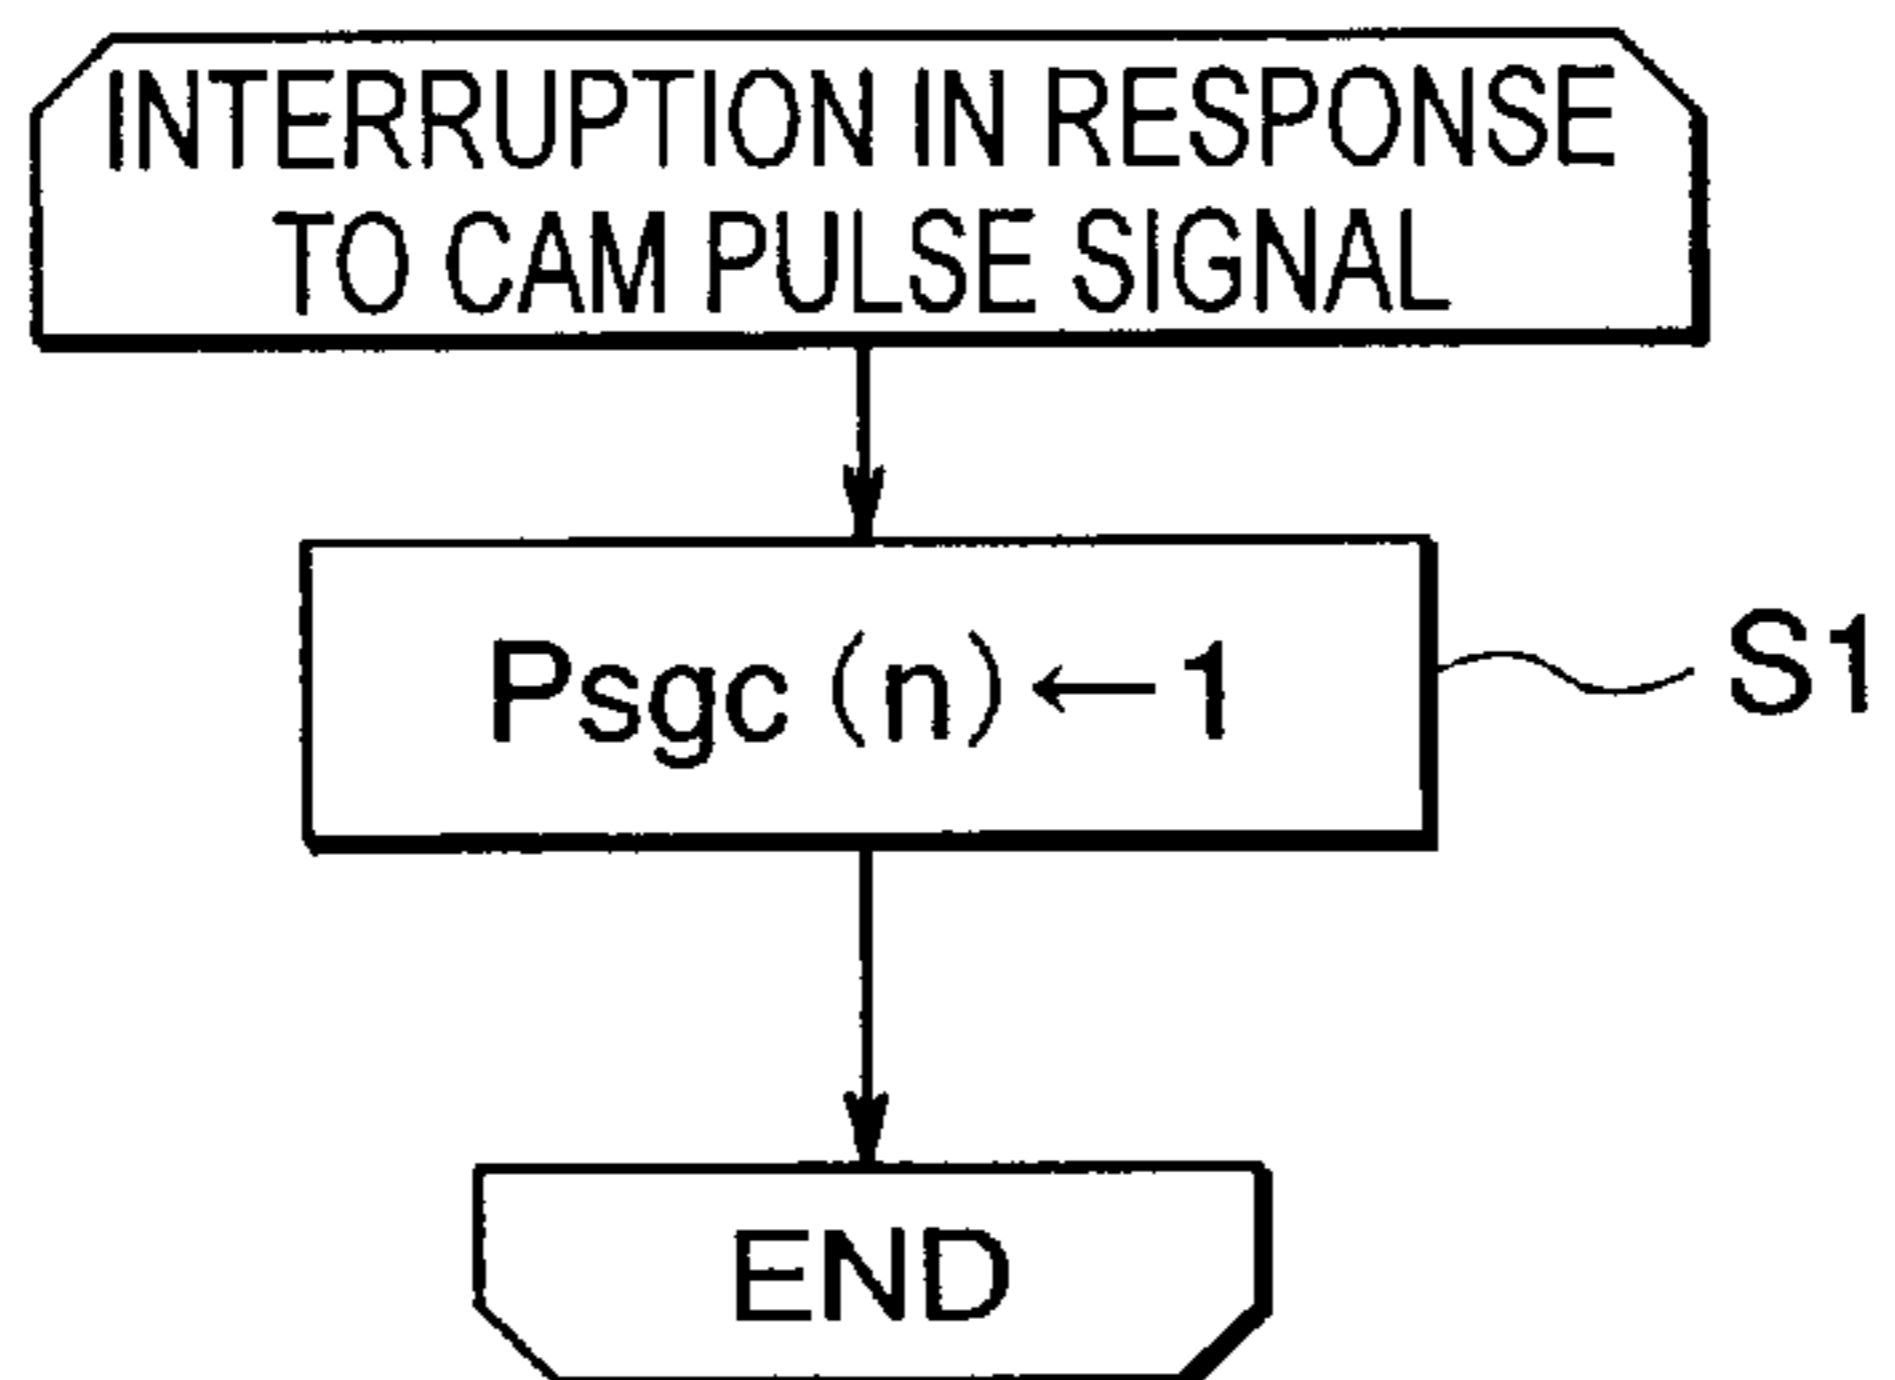 INTERRUPTION IN RESPONSE
TO CAM PULSE SIGNAL
Psgc (n) ← 1
S1
END